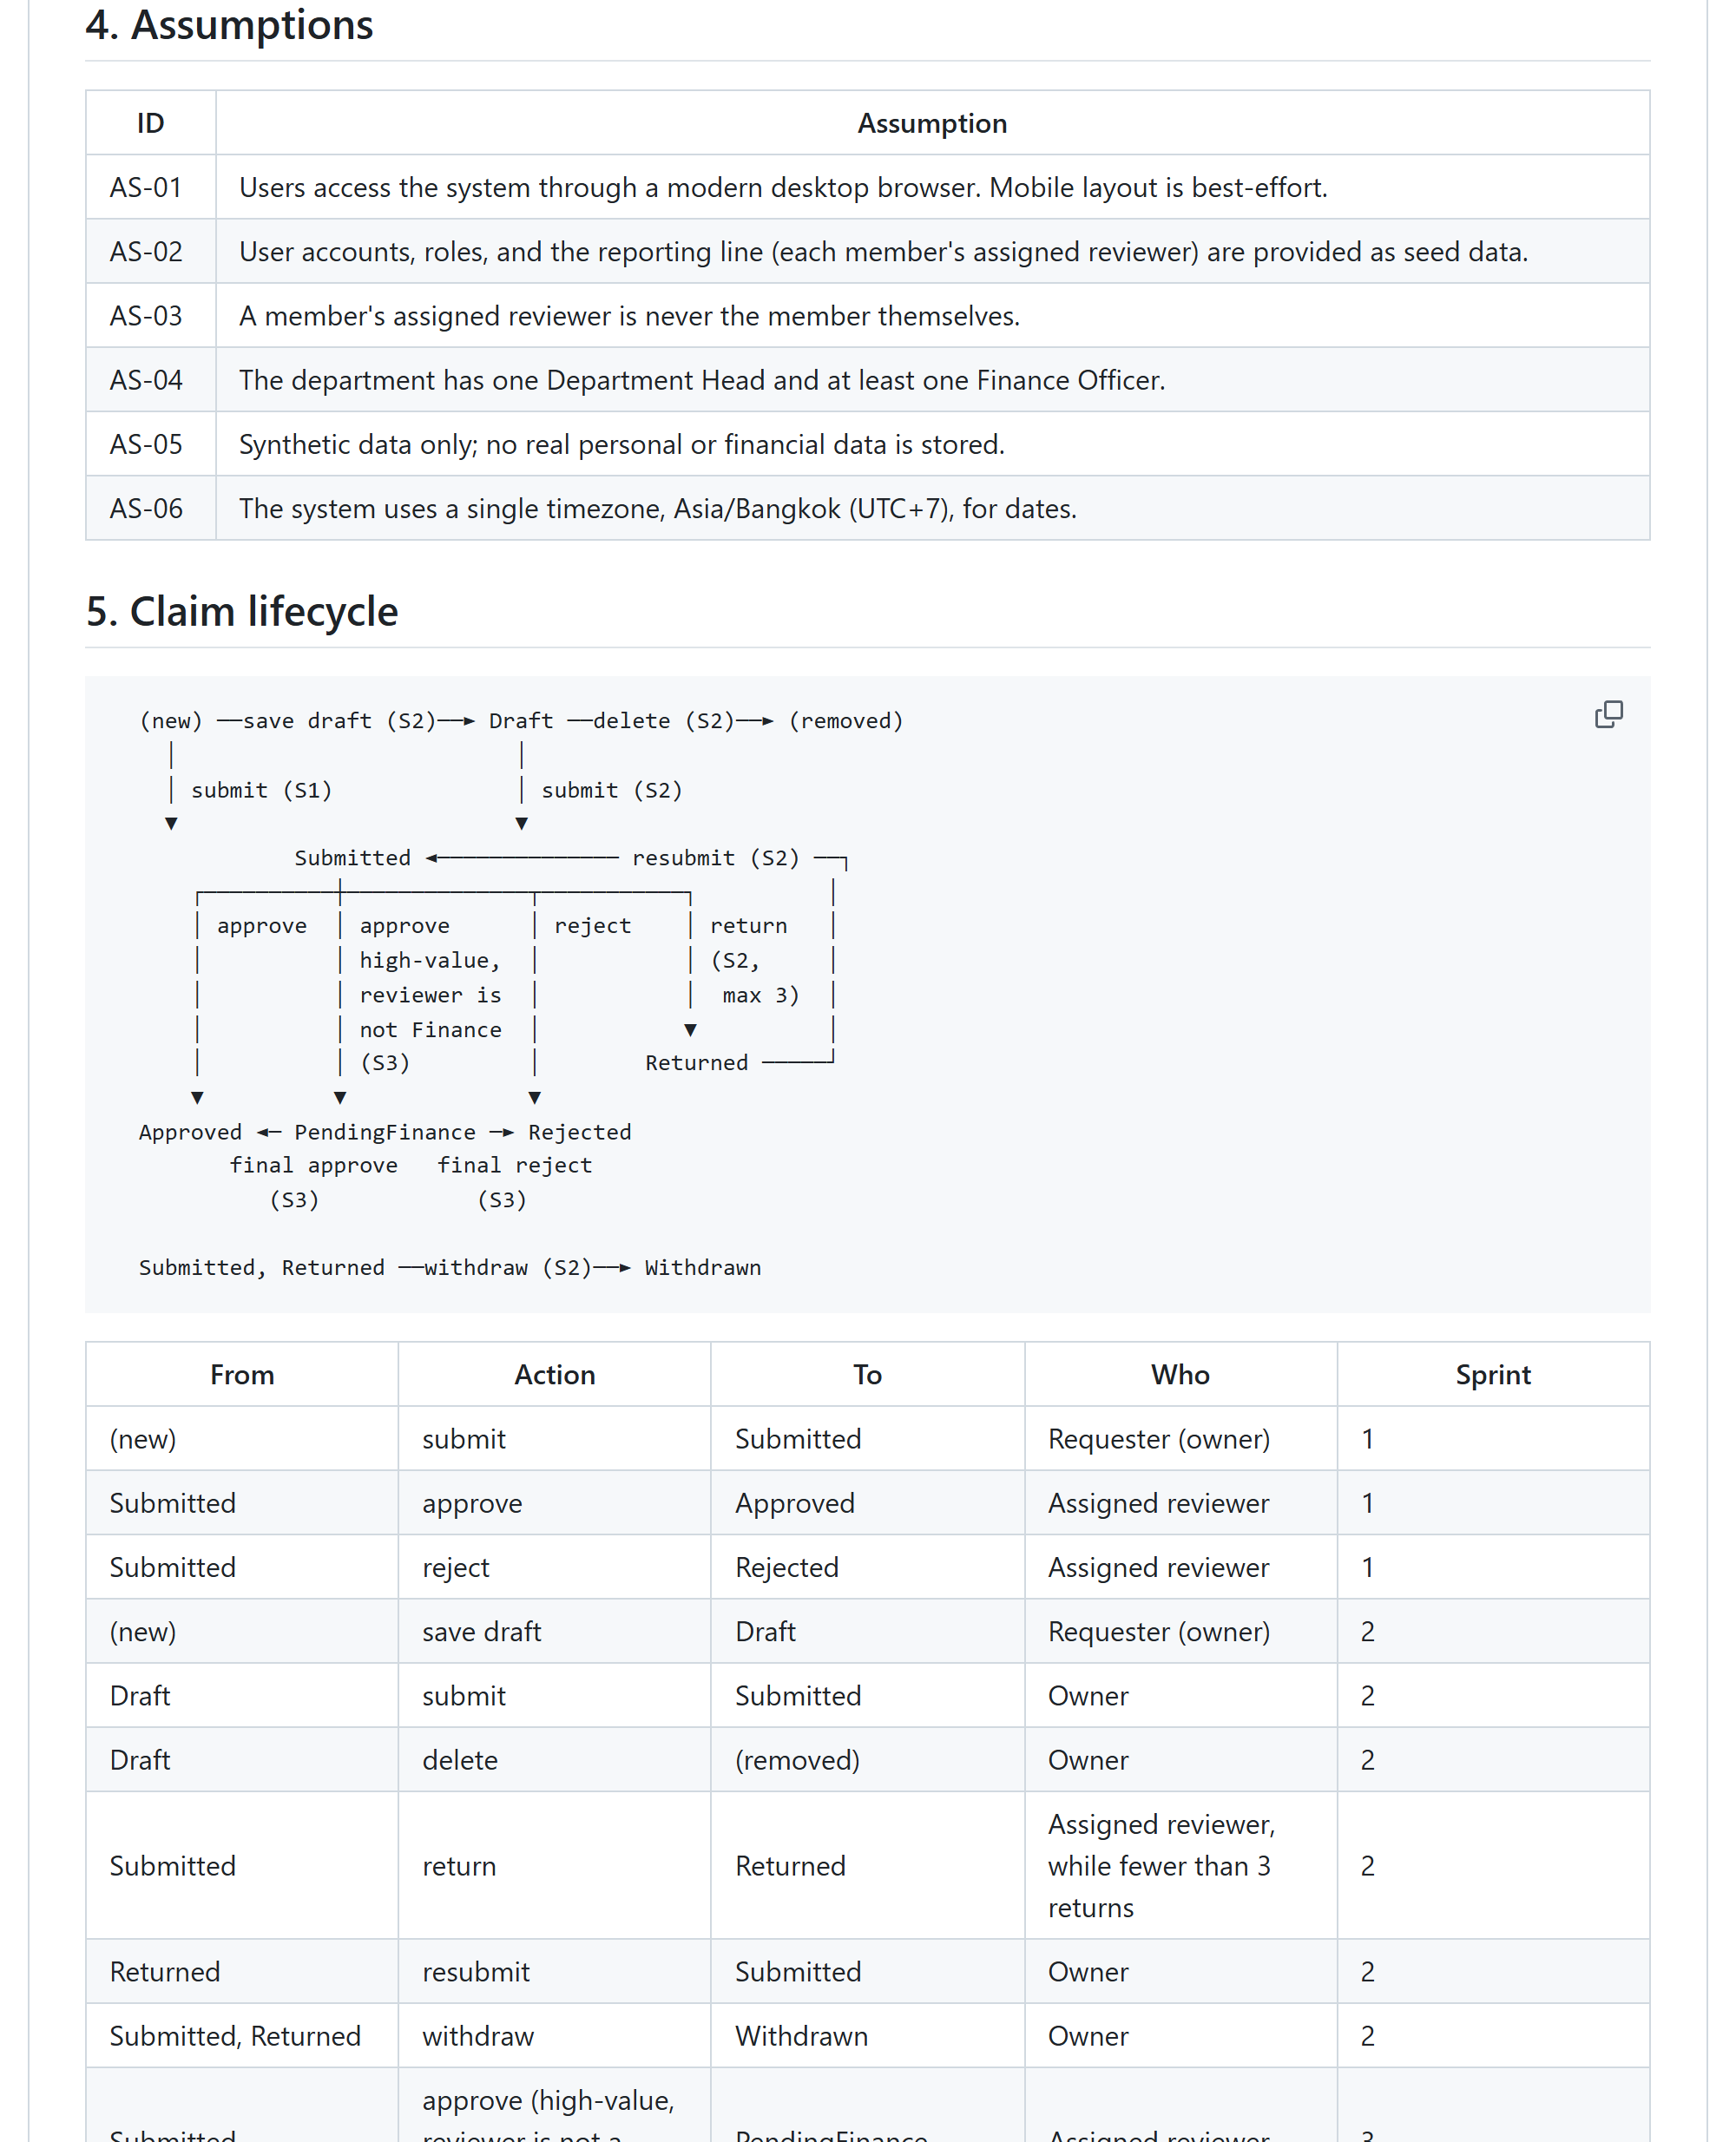 4. Assumptions
ID Assumption
AS-01 Users access the system through a modern desktop browser. Mobile layout is best-effort.
AS-02 User accounts, roles, and the reporting line (each member's assigned reviewer) are provided as seed data.
AS-03 A member's assigned reviewer is never the member themselves.
AS-04 The department has one Department Head and at least one Finance Officer.
AS-05 Synthetic data only; no real personal or financial data is stored.
AS-06 The system uses a single timezone, Asia/Bangkok (UTC+7), for dates.
5. Claim lifecycle
(new) ──save draft (S2)──► Draft ──delete (S2)──► (removed)
submit (S1) submit (S2)
Submitted ◄────────────── resubmit (S2) ──┐
approve approve reject return
high-value, (S2,
reviewer is max 3)
not Finance
(S3) Returned ─────┘
Approved ◄─ PendingFinance ─► Rejected
final approve final reject
(S3) (S3)
Submitted, Returned ──withdraw (S2)──► Withdrawn
From Action To Who Sprint
(new) submit Submitted Requester (owner) 1
Submitted approve Approved Assigned reviewer 1
Submitted reject Rejected Assigned reviewer 1
(new) save draft Draft Requester (owner) 2
Draft submit Submitted Owner 2
Draft delete (removed) Owner 2
Submitted return Returned Assigned reviewer,
while fewer than 3
returns 2
Returned resubmit Submitted Owner 2
Submitted, Returned withdraw Withdrawn Owner 2
approve (high-value,
Submitted reviewer is not a PendingFinance Assigned reviewer 3